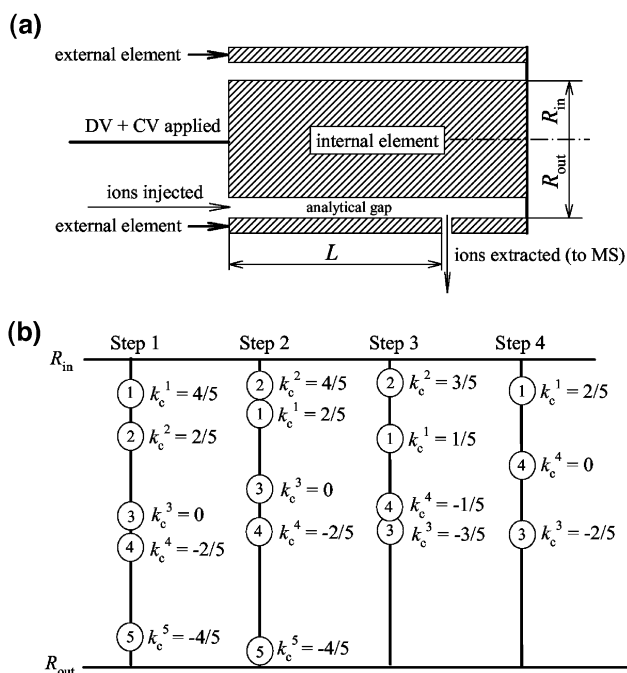 (a)
external element
R_in
DV + CV applied
internal element
R_out
ions injected
analytical gap
external element
L
ions extracted (to MS)
(b)
Step 1 Step 2 Step 3 Step 4
R_in
1 k_c^1 = 4/5
2 k_c^2 = 2/5
3 k_c^3 = 0
4 k_c^4 = -2/5
5 k_c^5 = -4/5
2 k_c^2 = 4/5
1 k_c^1 = 2/5
3 k_c^3 = 0
4 k_c^4 = -2/5
5 k_c^5 = -4/5
2 k_c^2 = 3/5
1 k_c^1 = 1/5
4 k_c^4 = -1/5
3 k_c^3 = -3/5
1 k_c^1 = 2/5
4 k_c^4 = 0
3 k_c^3 = -2/5
R_out